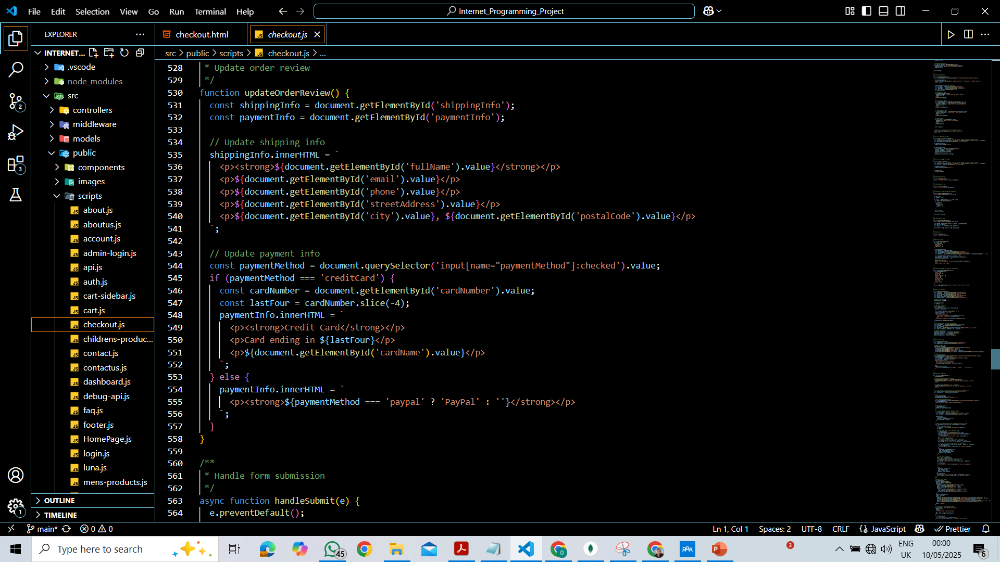 File Edit Selection View Go Run Terminal Help
Internet_Programming_Project
EXPLORER
INTERNET...
.vscode
node_modules
src
controllers
middleware
models
public
components
images
scripts
about.js
aboutus.js
account.js
admin-login.js
api.js
auth.js
cart-sidebar.js
cart.js
checkout.js
childrens-produc...
contact.js
contactus.js
dashboard.js
debug-api.js
faq.js
footer.js
HomePage.js
login.js
luna.js
mens-products.js
OUTLINE
TIMELINE
2
3
1
checkout.html
checkout.js
src > public > scripts > JS checkout.js > ...
528 * Update order review
529 */
530 function updateOrderReview() {
531 const shippingInfo = document.getElementById('shippingInfo');
532 const paymentInfo = document.getElementById('paymentInfo');
533
534 // Update shipping info
535 shippingInfo.innerHTML = `
536 <p><strong>${document.getElementById('fullName').value}</strong></p>
537 <p>${document.getElementById('email').value}</p>
538 <p>${document.getElementById('phone').value}</p>
539 <p>${document.getElementById('streetAddress').value}</p>
540 <p>${document.getElementById('city').value}, ${document.getElementById('postalCode').value}</p>
541 `;
542
543 // Update payment info
544 const paymentMethod = document.querySelector('input[name="paymentMethod"]:checked').value;
545 if (paymentMethod === 'creditCard') {
546 const cardNumber = document.getElementById('cardNumber').value;
547 const lastFour = cardNumber.slice(-4);
548 paymentInfo.innerHTML = `
549 <p><strong>Credit Card</strong></p>
550 <p>Card ending in ${lastFour}</p>
551 <p>${document.getElementById('cardName').value}</p>
552 `;
553 } else {
554 paymentInfo.innerHTML = `
555 <p><strong>${paymentMethod === 'paypal' ? 'PayPal' : ''}</strong></p>
556 `;
557 }
558 }
559
560 /**
561 * Handle form submission
562 */
563 async function handleSubmit(e) {
564 e.preventDefault();
main* 0 0
Ln 1, Col 1 Spaces: 2 UTF-8 CRLF JavaScript Prettier
Type here to search
45
3
ENG
UK
00:00
10/05/2025
6